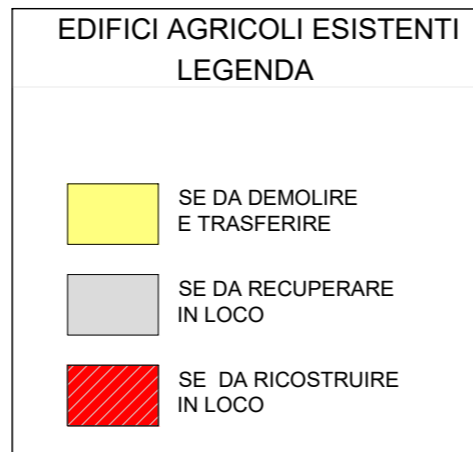 EDIFICI AGRICOLI ESISTENTI
LEGENDA
SE DA DEMOLIRE
E TRASFERIRE
SE DA RECUPERARE
IN LOCO
SE DA RICOSTRUIRE
IN LOCO